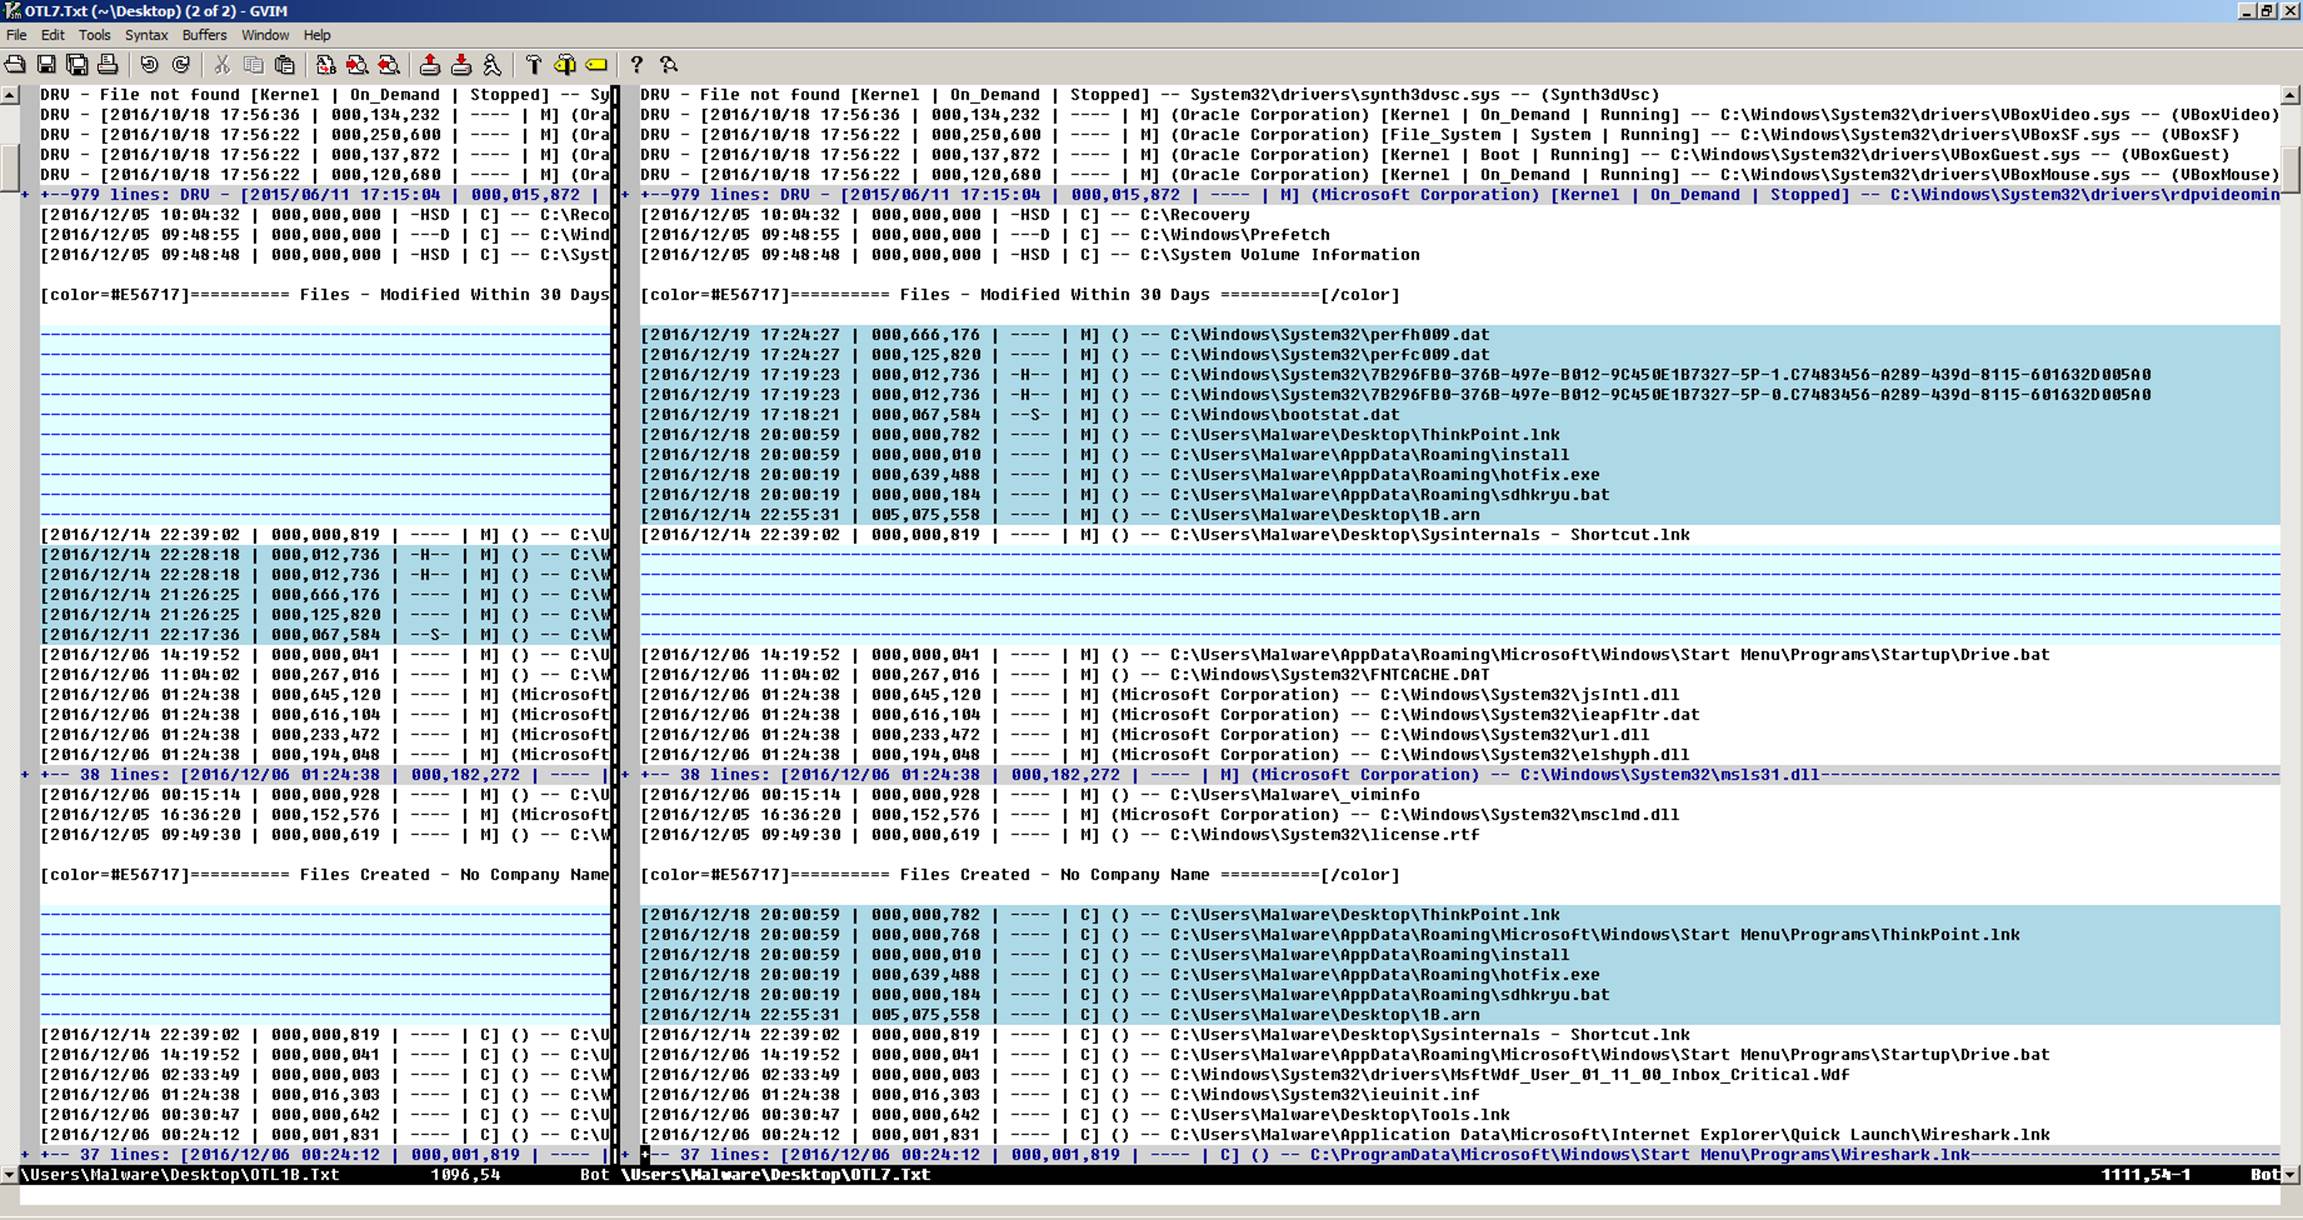 OTL7.Txt (~\Desktop) (2 of 2) - GVIM
File Edit Tools Syntax Buffers Window Help
DRV - File not found [Kernel | On_Demand | Stopped] -- Sy
DRV - [2016/10/18 17:56:36 | 000,134,232 | ---- | M] (Ora
DRV - [2016/10/18 17:56:22 | 000,250,600 | ---- | M] (Ora
DRV - [2016/10/18 17:56:22 | 000,137,872 | ---- | M] (Ora
DRV - [2016/10/18 17:56:22 | 000,120,680 | ---- | M] (Ora
+ +--979 lines: DRV - [2015/06/11 17:15:04 | 000,015,872 |
[2016/12/05 10:04:32 | 000,000,000 | -HSD | C] -- C:\Reco
[2016/12/05 09:48:55 | 000,000,000 | ---D | C] -- C:\Wind
[2016/12/05 09:48:48 | 000,000,000 | -HSD | C] -- C:\Syst
[color=#E56717]========== Files - Modified Within 30 Days
[2016/12/14 22:39:02 | 000,000,819 | ---- | M] () -- C:\U
[2016/12/14 22:28:18 | 000,012,736 | -H-- | M] () -- C:\W
[2016/12/14 22:28:18 | 000,012,736 | -H-- | M] () -- C:\W
[2016/12/14 21:26:25 | 000,666,176 | ---- | M] () -- C:\W
[2016/12/14 21:26:25 | 000,125,820 | ---- | M] () -- C:\W
[2016/12/11 22:17:36 | 000,067,584 | --S- | M] () -- C:\W
[2016/12/06 14:19:52 | 000,000,041 | ---- | M] () -- C:\U
[2016/12/06 11:04:02 | 000,267,016 | ---- | M] () -- C:\W
[2016/12/06 01:24:38 | 000,645,120 | ---- | M] (Microsoft
[2016/12/06 01:24:38 | 000,616,104 | ---- | M] (Microsoft
[2016/12/06 01:24:38 | 000,233,472 | ---- | M] (Microsoft
[2016/12/06 01:24:38 | 000,194,048 | ---- | M] (Microsoft
+ +-- 38 lines: [2016/12/06 01:24:38 | 000,182,272 | ---- |
[2016/12/06 00:15:14 | 000,000,928 | ---- | M] () -- C:\U
[2016/12/05 16:36:20 | 000,152,576 | ---- | M] (Microsoft
[2016/12/05 09:49:30 | 000,000,619 | ---- | M] () -- C:\W
[color=#E56717]========== Files Created - No Company Name
[2016/12/14 22:39:02 | 000,000,819 | ---- | C] () -- C:\U
[2016/12/06 14:19:52 | 000,000,041 | ---- | C] () -- C:\U
[2016/12/06 02:33:49 | 000,000,003 | ---- | C] () -- C:\W
[2016/12/06 01:24:38 | 000,016,303 | ---- | C] () -- C:\W
[2016/12/06 00:30:47 | 000,000,642 | ---- | C] () -- C:\U
[2016/12/06 00:24:12 | 000,001,831 | ---- | C] () -- C:\U
+ +-- 37 lines: [2016/12/06 00:24:12 | 000,001,819 | ---- |
\Users\Malware\Desktop\OTL1B.Txt 1096,54 Bot
DRV - File not found [Kernel | On_Demand | Stopped] -- System32\drivers\synth3dvsc.sys -- (Synth3dVsc)
DRV - [2016/10/18 17:56:36 | 000,134,232 | ---- | M] (Oracle Corporation) [Kernel | On_Demand | Running] -- C:\Windows\System32\drivers\VBoxVideo.sys -- (VBoxVideo)
DRV - [2016/10/18 17:56:22 | 000,250,600 | ---- | M] (Oracle Corporation) [File_System | System | Running] -- C:\Windows\System32\drivers\VBoxSF.sys -- (VBoxSF)
DRV - [2016/10/18 17:56:22 | 000,137,872 | ---- | M] (Oracle Corporation) [Kernel | Boot | Running] -- C:\Windows\System32\drivers\VBoxGuest.sys -- (VBoxGuest)
DRV - [2016/10/18 17:56:22 | 000,120,680 | ---- | M] (Oracle Corporation) [Kernel | On_Demand | Running] -- C:\Windows\System32\drivers\VBoxMouse.sys -- (VBoxMouse)
+ +--979 lines: DRV - [2015/06/11 17:15:04 | 000,015,872 | ---- | M] (Microsoft Corporation) [Kernel | On_Demand | Stopped] -- C:\Windows\System32\drivers\rdpvideomin
[2016/12/05 10:04:32 | 000,000,000 | -HSD | C] -- C:\Recovery
[2016/12/05 09:48:55 | 000,000,000 | ---D | C] -- C:\Windows\Prefetch
[2016/12/05 09:48:48 | 000,000,000 | -HSD | C] -- C:\System Volume Information
[color=#E56717]========== Files - Modified Within 30 Days ==========[/color]
[2016/12/19 17:24:27 | 000,666,176 | ---- | M] () -- C:\Windows\System32\perfh009.dat
[2016/12/19 17:24:27 | 000,125,820 | ---- | M] () -- C:\Windows\System32\perfc009.dat
[2016/12/19 17:19:23 | 000,012,736 | -H-- | M] () -- C:\Windows\System32\7B296FB0-376B-497e-B012-9C450E1B7327-5P-1.C7483456-A289-439d-8115-601632D005A0
[2016/12/19 17:19:23 | 000,012,736 | -H-- | M] () -- C:\Windows\System32\7B296FB0-376B-497e-B012-9C450E1B7327-5P-0.C7483456-A289-439d-8115-601632D005A0
[2016/12/19 17:18:21 | 000,067,584 | --S- | M] () -- C:\Windows\bootstat.dat
[2016/12/18 20:00:59 | 000,000,782 | ---- | M] () -- C:\Users\Malware\Desktop\ThinkPoint.lnk
[2016/12/18 20:00:59 | 000,000,010 | ---- | M] () -- C:\Users\Malware\AppData\Roaming\install
[2016/12/18 20:00:19 | 000,639,488 | ---- | M] () -- C:\Users\Malware\AppData\Roaming\hotfix.exe
[2016/12/18 20:00:19 | 000,000,184 | ---- | M] () -- C:\Users\Malware\AppData\Roaming\sdhkryu.bat
[2016/12/14 22:55:31 | 005,075,558 | ---- | M] () -- C:\Users\Malware\Desktop\1B.arn
[2016/12/14 22:39:02 | 000,000,819 | ---- | M] () -- C:\Users\Malware\Desktop\Sysinternals - Shortcut.lnk
[2016/12/06 14:19:52 | 000,000,041 | ---- | M] () -- C:\Users\Malware\AppData\Roaming\Microsoft\Windows\Start Menu\Programs\Startup\Drive.bat
[2016/12/06 11:04:02 | 000,267,016 | ---- | M] () -- C:\Windows\System32\FNTCACHE.DAT
[2016/12/06 01:24:38 | 000,645,120 | ---- | M] (Microsoft Corporation) -- C:\Windows\System32\jsIntl.dll
[2016/12/06 01:24:38 | 000,616,104 | ---- | M] (Microsoft Corporation) -- C:\Windows\System32\ieapfltr.dat
[2016/12/06 01:24:38 | 000,233,472 | ---- | M] (Microsoft Corporation) -- C:\Windows\System32\url.dll
[2016/12/06 01:24:38 | 000,194,048 | ---- | M] (Microsoft Corporation) -- C:\Windows\System32\elshyph.dll
+ +-- 38 lines: [2016/12/06 01:24:38 | 000,182,272 | ---- | M] (Microsoft Corporation) -- C:\Windows\System32\msls31.dll
[2016/12/06 00:15:14 | 000,000,928 | ---- | M] () -- C:\Users\Malware\_viminfo
[2016/12/05 16:36:20 | 000,152,576 | ---- | M] (Microsoft Corporation) -- C:\Windows\System32\msclmd.dll
[2016/12/05 09:49:30 | 000,000,619 | ---- | M] () -- C:\Windows\System32\license.rtf
[color=#E56717]========== Files Created - No Company Name ==========[/color]
[2016/12/18 20:00:59 | 000,000,782 | ---- | C] () -- C:\Users\Malware\Desktop\ThinkPoint.lnk
[2016/12/18 20:00:59 | 000,000,768 | ---- | C] () -- C:\Users\Malware\AppData\Roaming\Microsoft\Windows\Start Menu\Programs\ThinkPoint.lnk
[2016/12/18 20:00:59 | 000,000,010 | ---- | C] () -- C:\Users\Malware\AppData\Roaming\install
[2016/12/18 20:00:19 | 000,639,488 | ---- | C] () -- C:\Users\Malware\AppData\Roaming\hotfix.exe
[2016/12/18 20:00:19 | 000,000,184 | ---- | C] () -- C:\Users\Malware\AppData\Roaming\sdhkryu.bat
[2016/12/14 22:55:31 | 005,075,558 | ---- | C] () -- C:\Users\Malware\Desktop\1B.arn
[2016/12/14 22:39:02 | 000,000,819 | ---- | C] () -- C:\Users\Malware\Desktop\Sysinternals - Shortcut.lnk
[2016/12/06 14:19:52 | 000,000,041 | ---- | C] () -- C:\Users\Malware\AppData\Roaming\Microsoft\Windows\Start Menu\Programs\Startup\Drive.bat
[2016/12/06 02:33:49 | 000,000,003 | ---- | C] () -- C:\Windows\System32\drivers\MsftWdf_User_01_11_00_Inbox_Critical.Wdf
[2016/12/06 01:24:38 | 000,016,303 | ---- | C] () -- C:\Windows\System32\ieuinit.inf
[2016/12/06 00:30:47 | 000,000,642 | ---- | C] () -- C:\Users\Malware\Desktop\Tools.lnk
[2016/12/06 00:24:12 | 000,001,831 | ---- | C] () -- C:\Users\Malware\Application Data\Microsoft\Internet Explorer\Quick Launch\Wireshark.lnk
+ +-- 37 lines: [2016/12/06 00:24:12 | 000,001,819 | ---- | C] () -- C:\ProgramData\Microsoft\Windows\Start Menu\Programs\Wireshark.lnk
\Users\Malware\Desktop\OTL7.Txt 1111,54-1 Bot